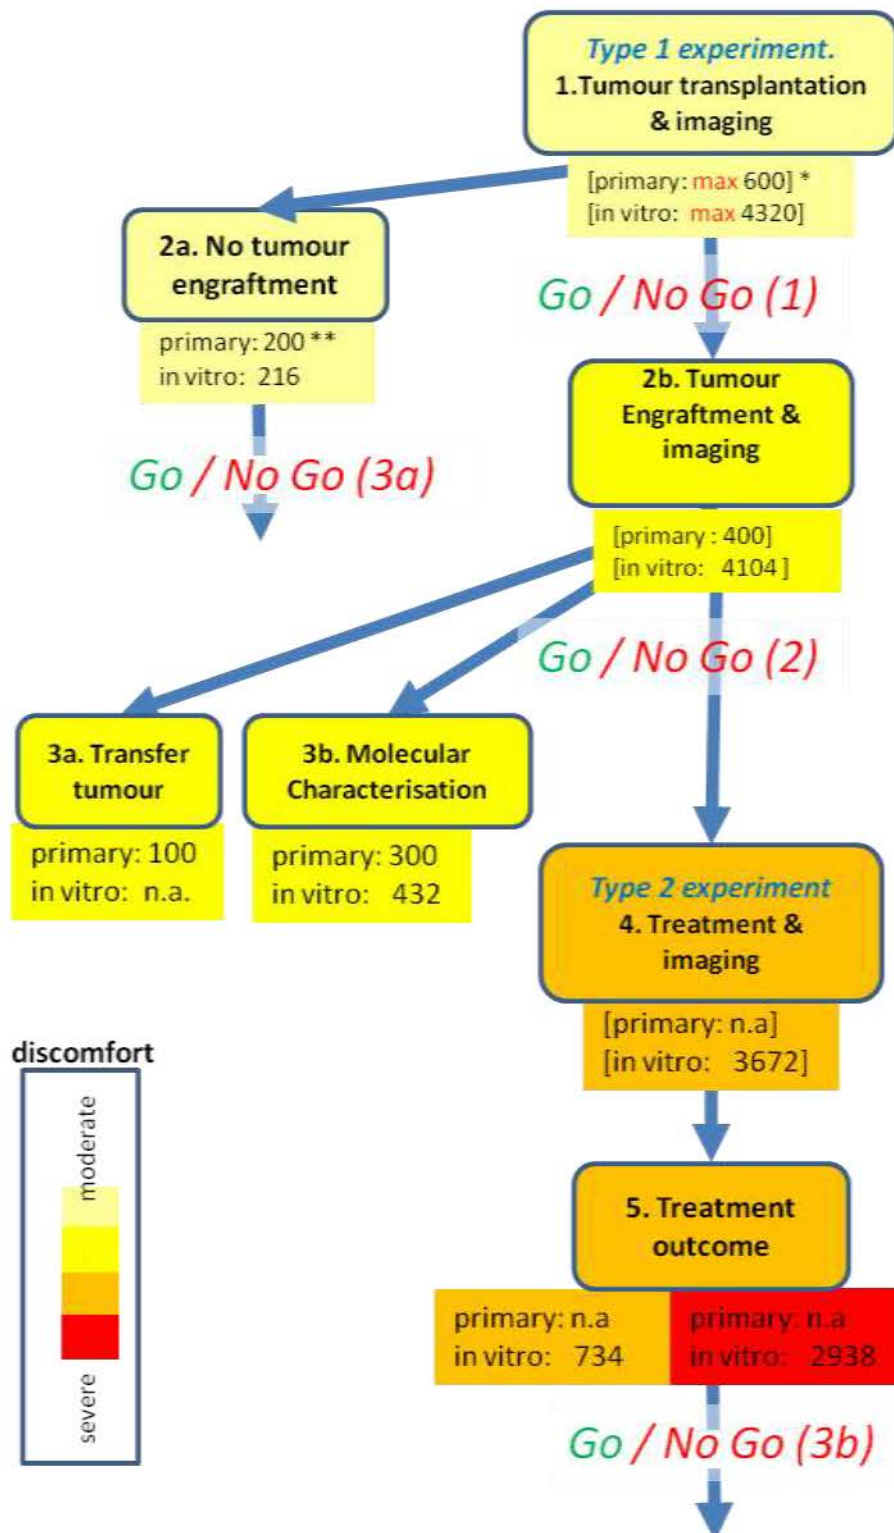 Type 1 experiment.
1.Tumour transplantation
& imaging
[primary: max 600] *
[in vitro: max 4320]
2a. No tumour
engraftment
primary: 200 **
in vitro: 216
Go / No Go (1)
2b. Tumour
Engraftment &
imaging
[primary : 400]
[in vitro: 4104 ]
Go / No Go (3a)
Go / No Go (2)
3a. Transfer
tumour
primary: 100
in vitro: n.a.
3b. Molecular
Characterisation
primary: 300
in vitro: 432
Type 2 experiment
4. Treatment &
imaging
[primary: n.a]
[in vitro: 3672]
discomfort
moderate
severe
5. Treatment
outcome
primary: n.a
in vitro: 734
primary: n.a
in vitro: 2938
Go / No Go (3b)